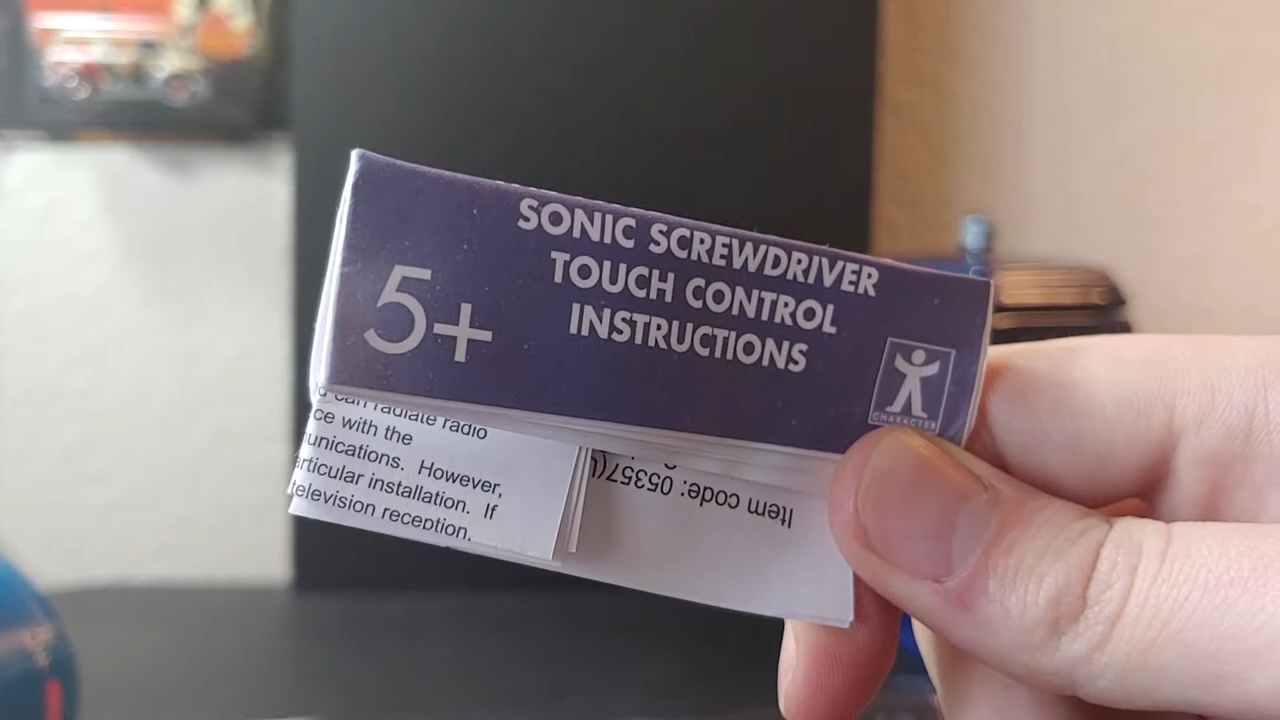 SONIC SCREWDRIVER
TOUCH CONTROL
INSTRUCTIONS
5+
CHARACTER
can radiate radio
ce with the
unications. However,
articular installation. If
television reception.
Item code: 05357(